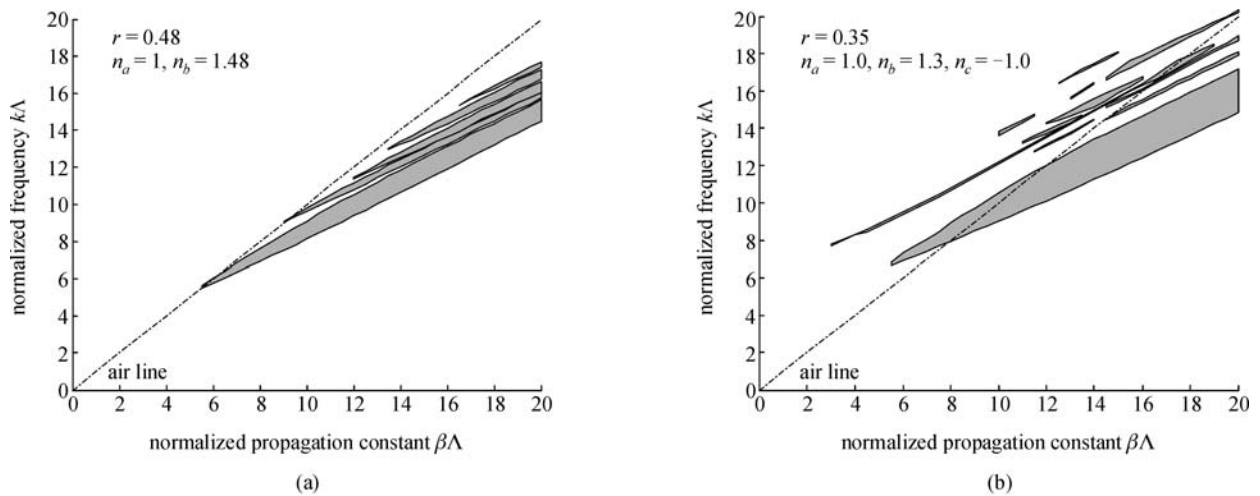 r = 0.48
n_a = 1, n_b = 1.48
normalized frequency kΛ
20
18
16
14
12
10
8
6
4
2
0
air line
0 2 4 6 8 10 12 14 16 18 20
normalized propagation constant βΛ
(a)
r = 0.35
n_a = 1.0, n_b = 1.3, n_c = −1.0
normalized frequency kΛ
20
18
16
14
12
10
8
6
4
2
0
air line
0 2 4 6 8 10 12 14 16 18 20
normalized propagation constant βΛ
(b)